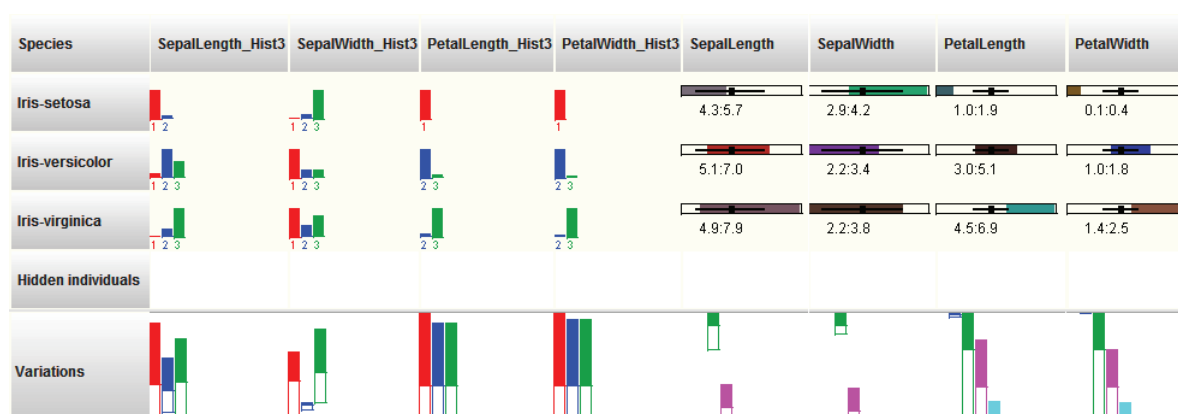 Species SepalLength_Hist3 SepalWidth_Hist3 PetalLength_Hist3 PetalWidth_Hist3 SepalLength SepalWidth PetalLength PetalWidth
Iris-setosa 4.3:5.7 2.9:4.2 1.0:1.9 0.1:0.4
1 2 1 2 3 1 1
Iris-versicolor 5.1:7.0 2.2:3.4 3.0:5.1 1.0:1.8
1 2 3 1 2 3 2 3 2 3
Iris-virginica 4.9:7.9 2.2:3.8 4.5:6.9 1.4:2.5
1 2 3 1 2 3 2 3 2 3
Hidden individuals
Variations